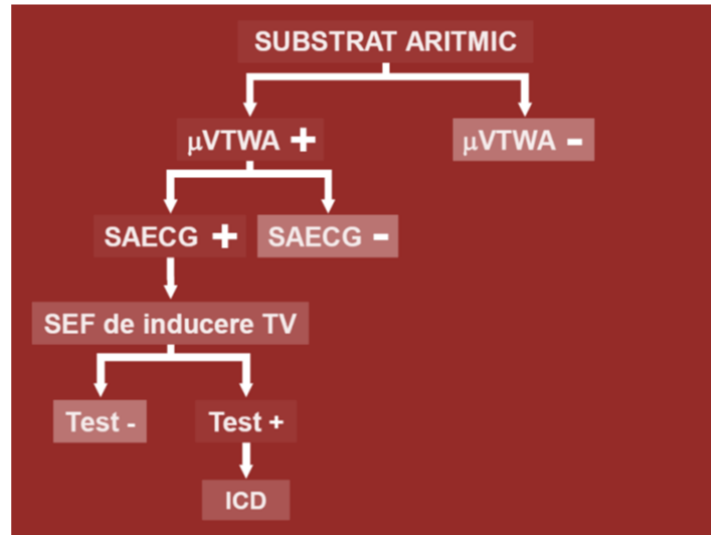 SUBSTRAT ARITMIC
μVTWA + μVTWA -
SAECG + SAECG -
SEF de inducere TV
Test - Test +
ICD